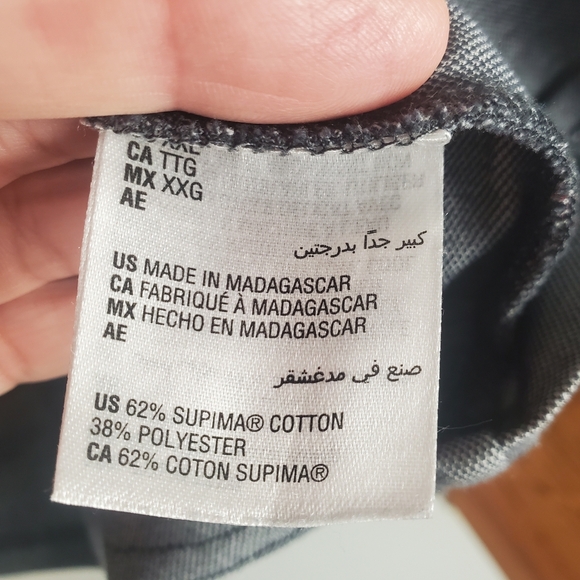 CA TTG
MX XXG
AE
كبير جدًا بدرجتين
US MADE IN MADAGASCAR
CA FABRIQUÉ À MADAGASCAR
MX HECHO EN MADAGASCAR
AE
صنع في مدغشقر
US 62% SUPIMA® COTTON
38% POLYESTER
CA 62% COTON SUPIMA®